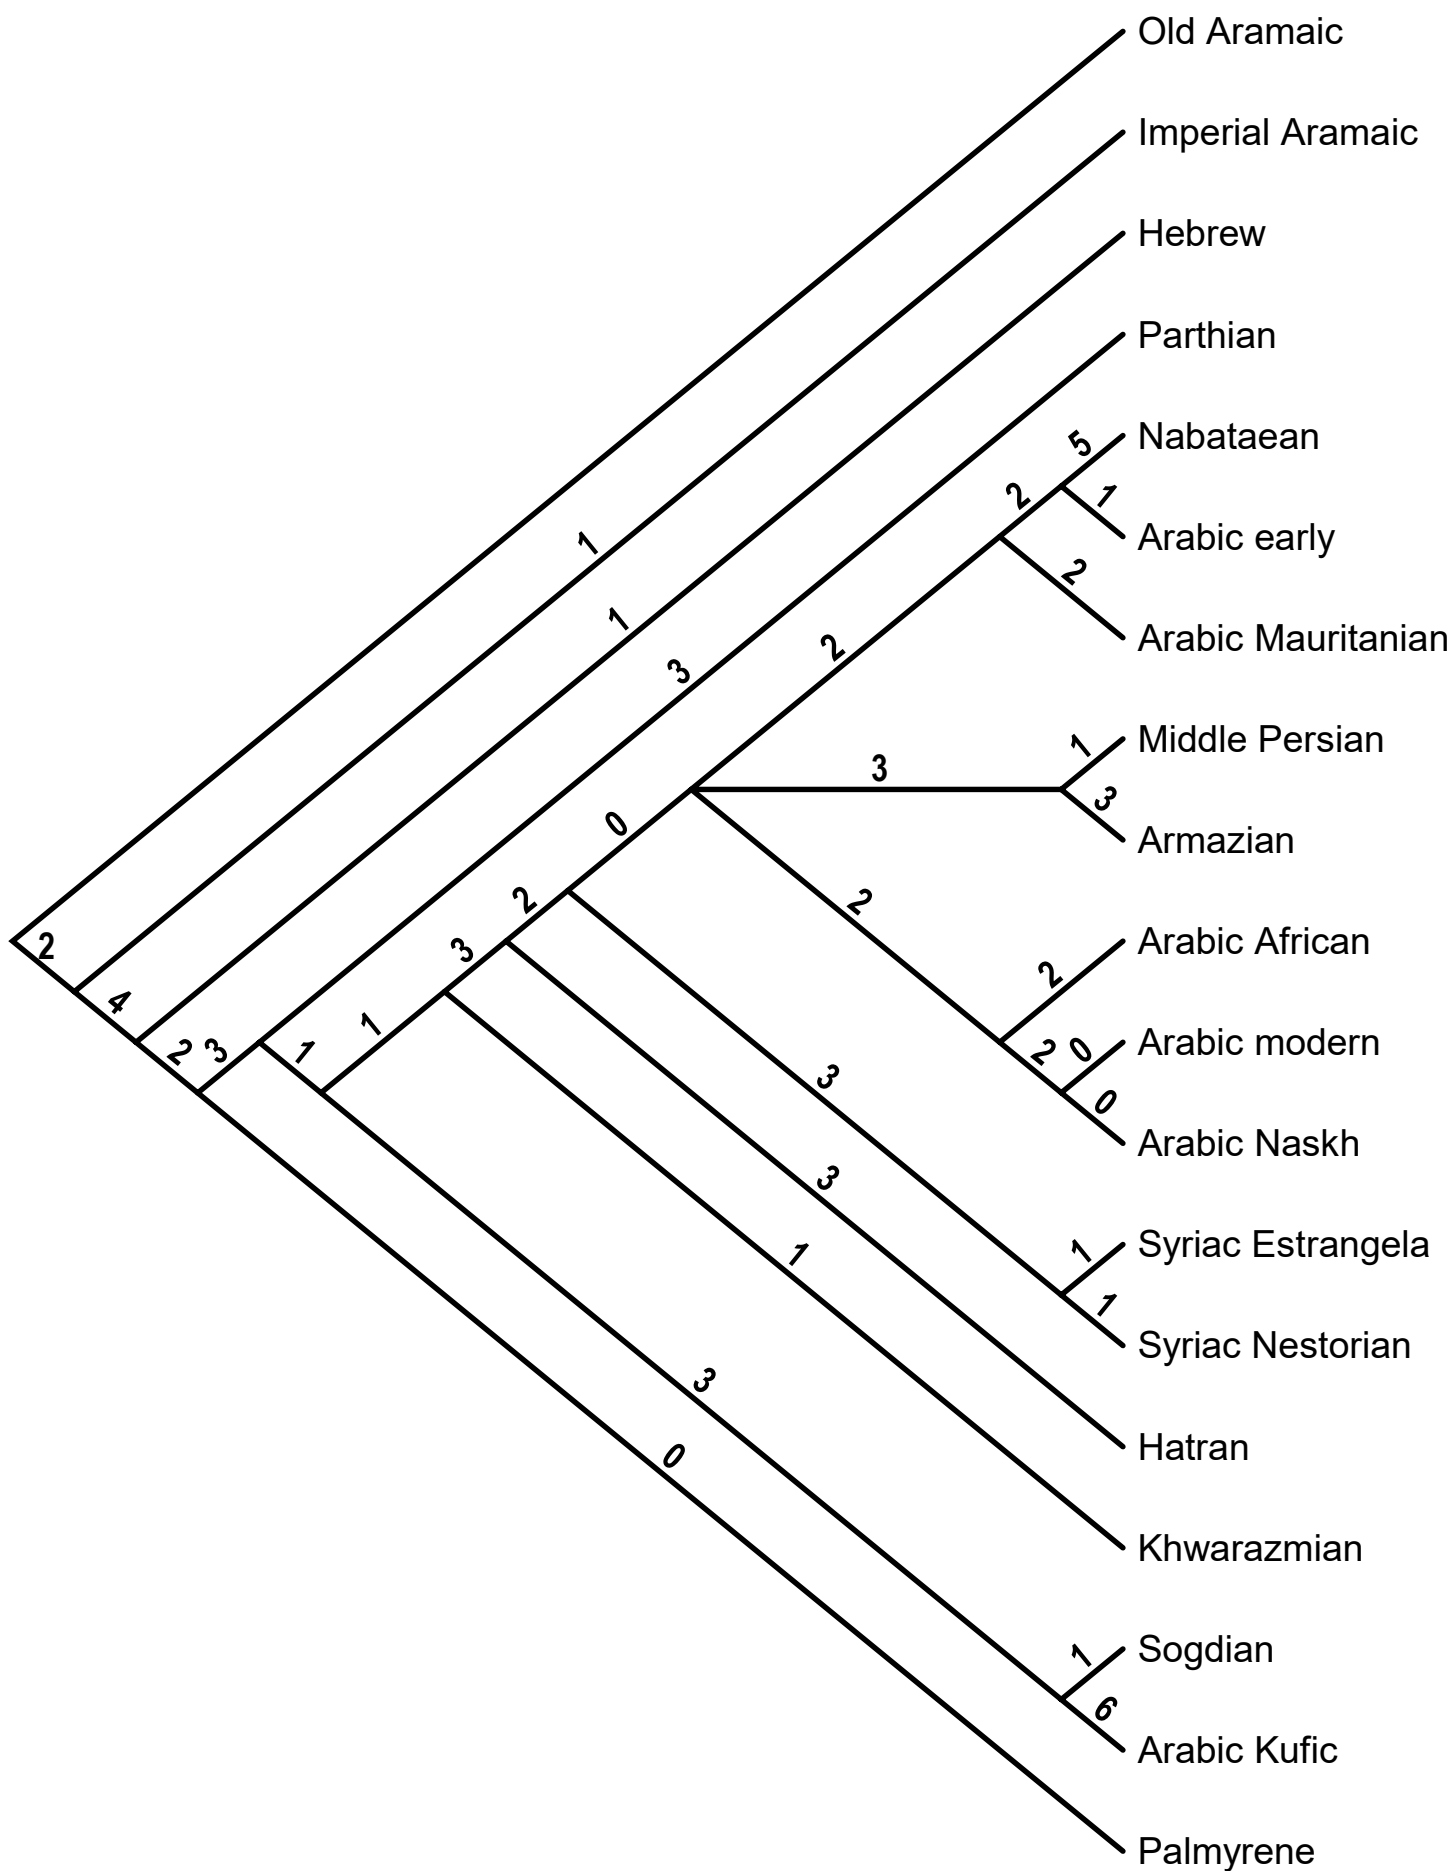 Old Aramaic
Imperial Aramaic
Hebrew
Parthian
5
Nabataean
2
1
1
Arabic early
2
1
2
Arabic Mauritanian
3
1
Middle Persian
3
3
Armazian
0
2
2
2
Arabic African
3
2
4
1
2
3
1
2
0
Arabic modern
3
0
Arabic Naskh
3
1
Syriac Estrangela
1
1
Syriac Nestorian
3
Hatran
0
Khwarazmian
1
Sogdian
6
Arabic Kufic
Palmyrene